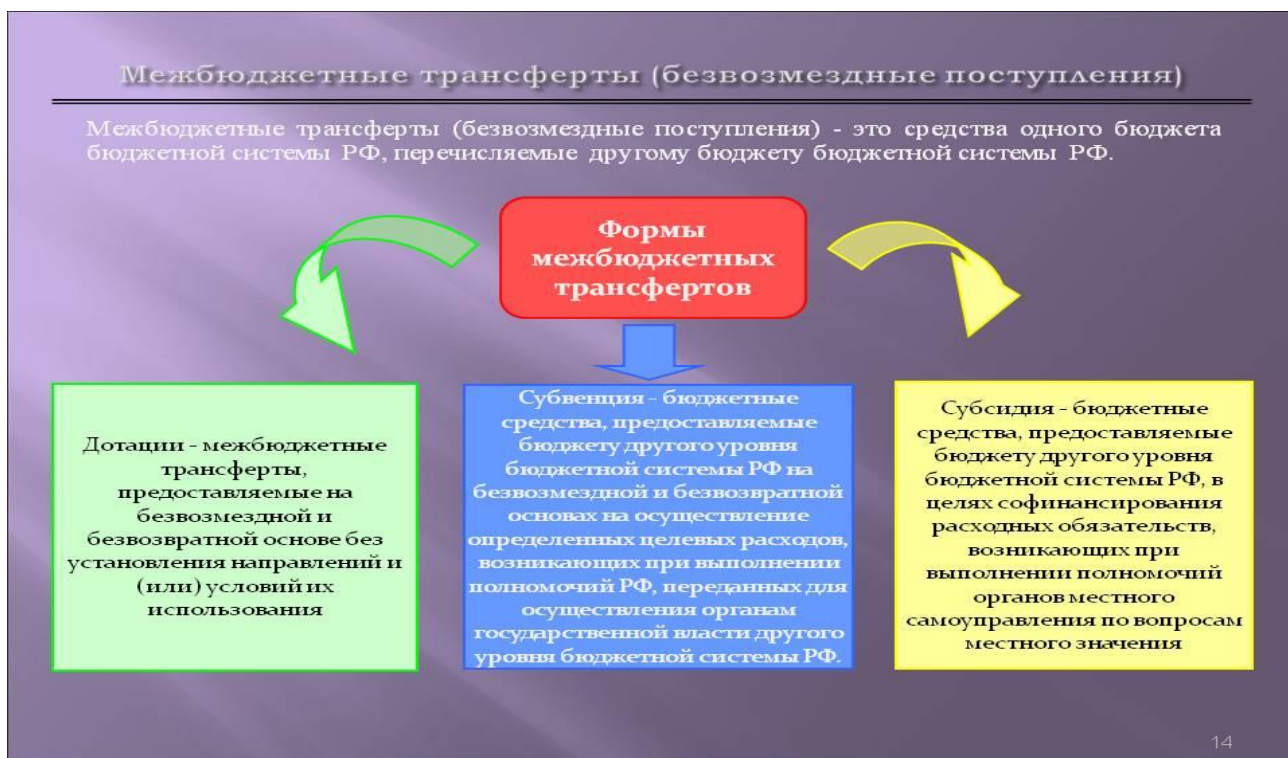 Межбюджетные трансферты (безвозмездные поступления)
Межбюджетные трансферты (безвозмездные поступления) - это средства одного бюджета
бюджетной системы РФ, перечисляемые другому бюджету бюджетной системы РФ.
Формы
межбюджетных
трансфертов
Дотации - межбюджетные
трансферты,
предоставляемые на
безвозмездной и
безвозвратной основе без
установления направлений и
(или) условий их
использования
Субвенция - бюджетные
средства, предоставляемые
бюджету другого уровня
бюджетной системы РФ на
безвозмездной и безвозвратной
основах на осуществление
определенных целевых расходов,
возникающих при выполнении
полномочий РФ, переданных для
осуществления органам
государственной власти другого
уровня бюджетной системы РФ.
Субсидия - бюджетные
средства, предоставляемые
бюджету другого уровня
бюджетной системы РФ, в
целях софинансирования
расходных обязательств,
возникающих при
выполнении полномочий
органов местного
самоуправления по вопросам
местного значения
14